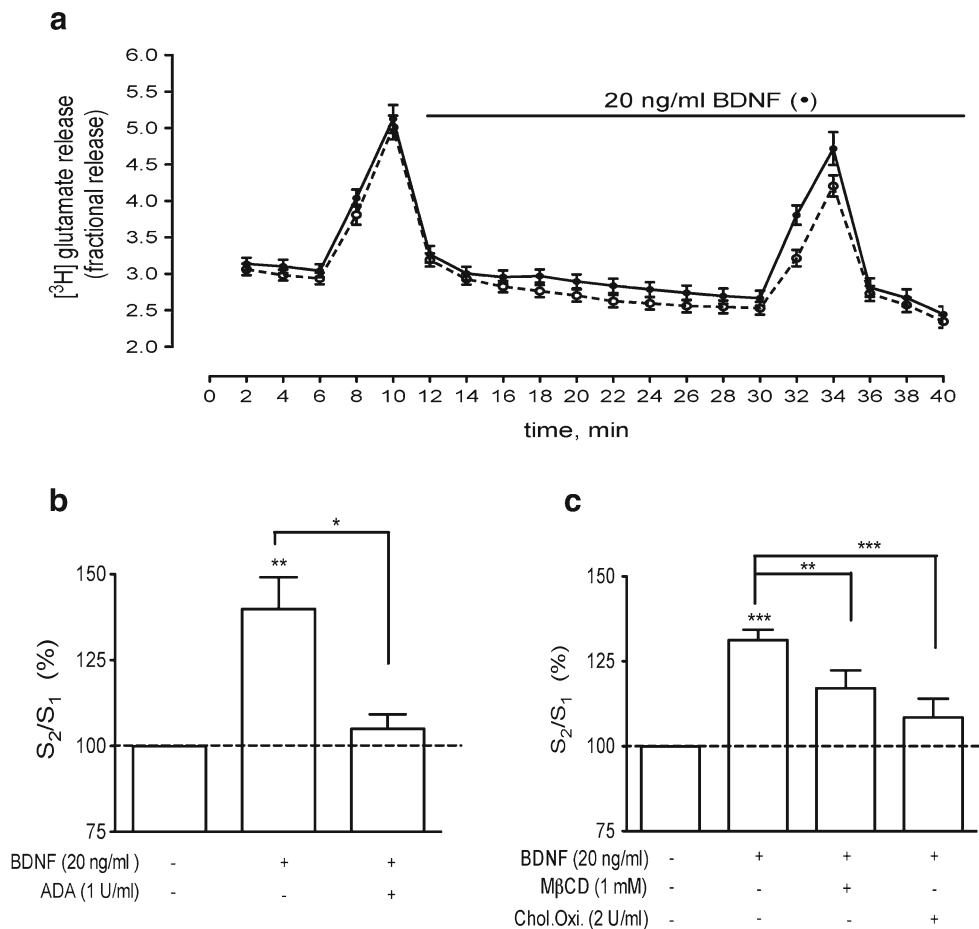 a
[³H] glutamate release
(fractional release)
6.0
5.5
5.0
4.5
4.0
3.5
3.0
2.5
2.0
20 ng/ml BDNF (•)
0 2 4 6 8 10 12 14 16 18 20 22 24 26 28 30 32 34 36 38 40
time, min
b
S₂/S₁ (%)
150
125
100
75
*
**
BDNF (20 ng/ml ) - + +
ADA (1 U/ml) - - +
c
S₂/S₁ (%)
150
125
100
75
***
**
***
BDNF (20 ng/ml) - + + +
MβCD (1 mM) - - + -
Chol.Oxi. (2 U/ml) - - - +